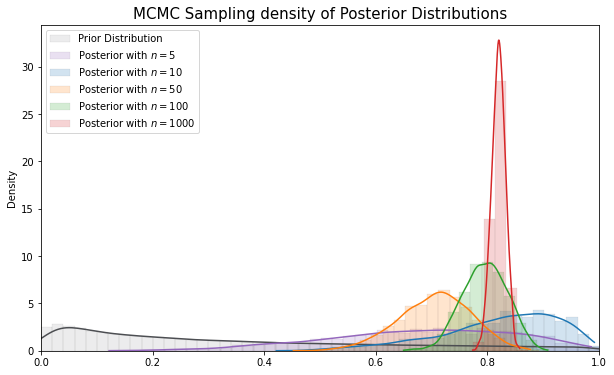 MCMC Sampling density of Posterior Distributions
Prior Distribution
Posterior with n = 5
Posterior with n = 10
Posterior with n = 50
Posterior with n = 100
Posterior with n = 1000
Density
30
25
20
15
10
5
0
0.0 0.2 0.4 0.6 0.8 1.0